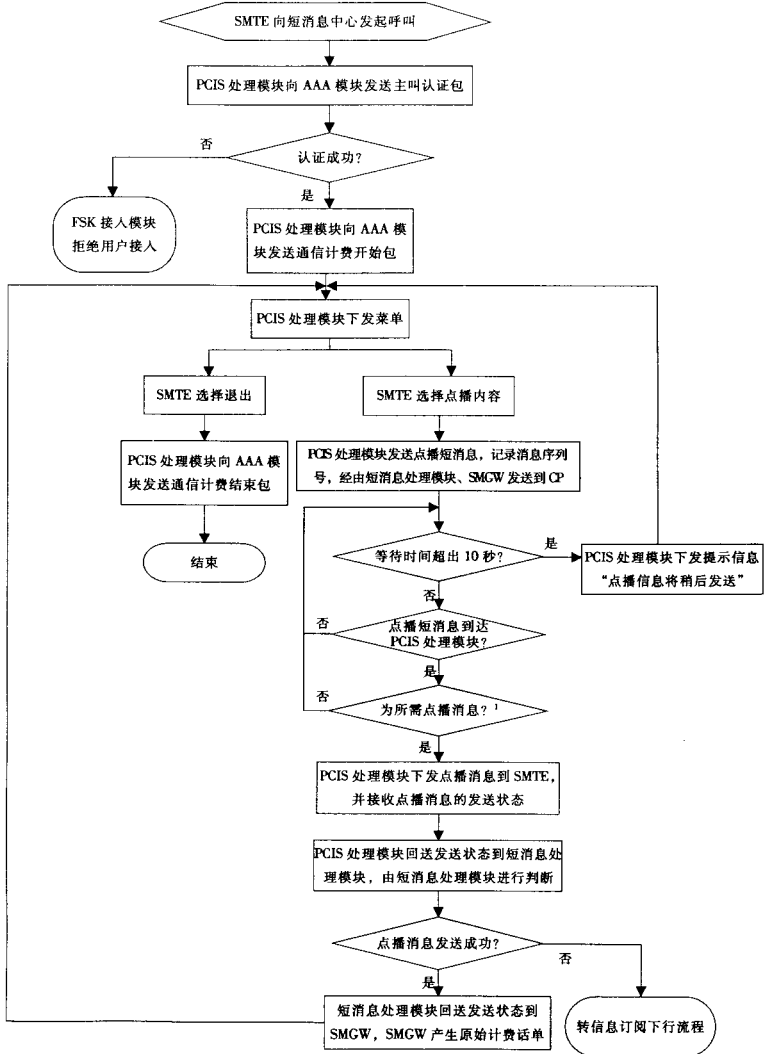 SMTE 向短消息中心发起呼叫
PCIS 处理模块向 AAA 模块发送主叫认证包
否
认证成功?
是
FSK 接入模块
拒绝用户接入
PCIS 处理模块向 AAA 模
块发送通信计费开始包
PCIS 处理模块下发菜单
SMTE 选择退出
SMTE 选择点播内容
PCIS 处理模块向 AAA 模
块发送通信计费结束包
PCIS 处理模块发送点播短消息，记录消息序列
号，经由短消息处理模块、SMGW 发送到 CP
结束
等待时间超出 10 秒?
是
PCIS 处理模块下发提示信息
“点播信息将稍后发送”
否
否
点播短消息到达
PCIS 处理模块?
是
否
为所需点播消息? 1
是
PCIS 处理模块下发点播消息到 SMTE，
并接收点播消息的发送状态
PCIS 处理模块回送发送状态到短消息处
理模块，由短消息处理模块进行判断
点播消息发送成功?
否
是
短消息处理模块回送发送状态到
SMGW，SMGW 产生原始计费话单
转信息订阅下行流程